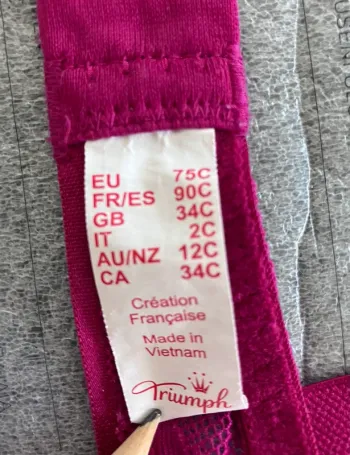 EU 75C
FR/ES 90C
GB 34C
IT 2C
AU/NZ 12C
CA 34C
Création
Française
Made in
Vietnam
Triumph